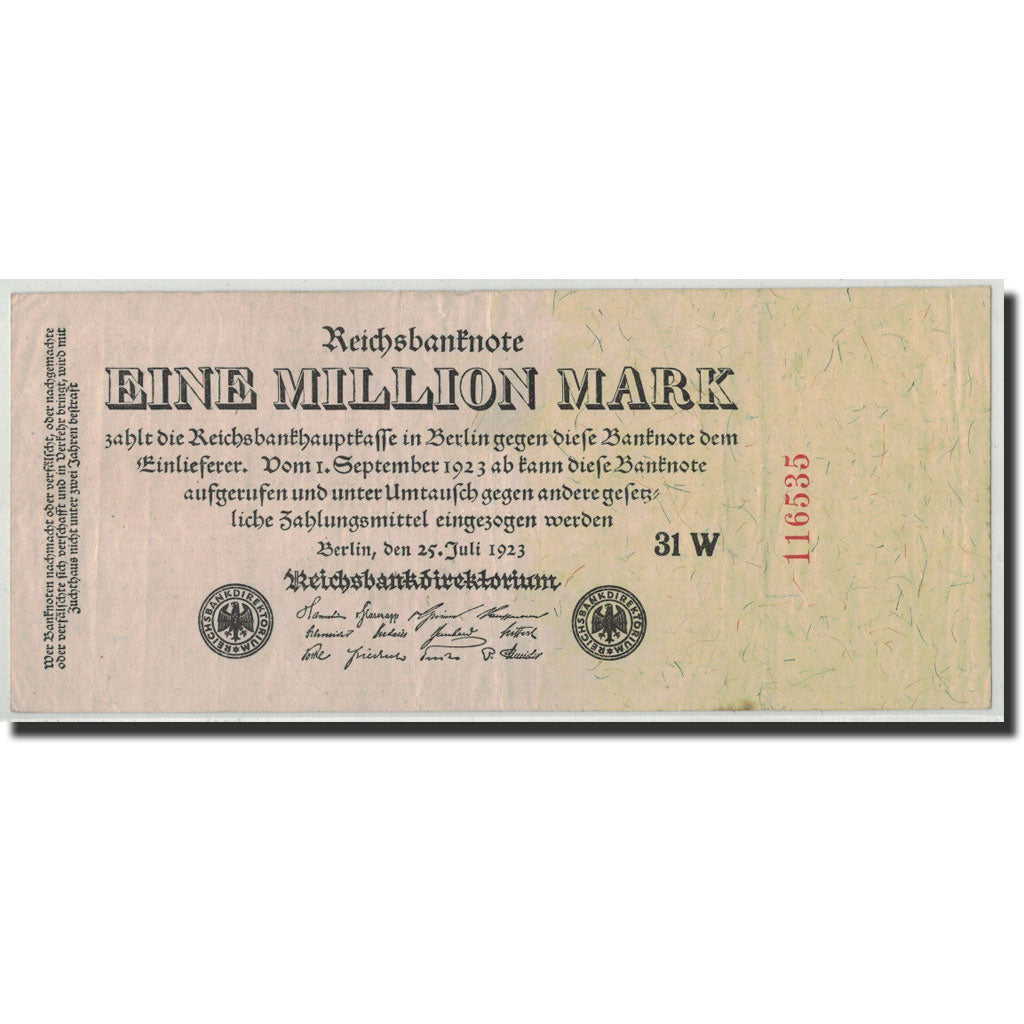 Reichsbanknote
EINE MILLION MARK
zahlt die Reichsbankhauptkasse in Berlin gegen diese Banknote dem
Einlieferer. Vom 1. September 1923 ab kann diese Banknote
aufgerufen und unter Umtausch gegen andere gesetz-
liche Zahlungsmittel eingezogen werden
Berlin, den 25. Juli 1923
31 W
Reichsbankdirektorium
REICHSBANKDIREKTORIUM
REICHSBANKDIREKTORIUM
116535
Wer Banknoten nachmacht oder verfälscht, oder nachgemachte
oder verfälschte sich verschafft und in Verkehr bringt, wird mit
Zuchthaus nicht unter zwei Jahren bestraft